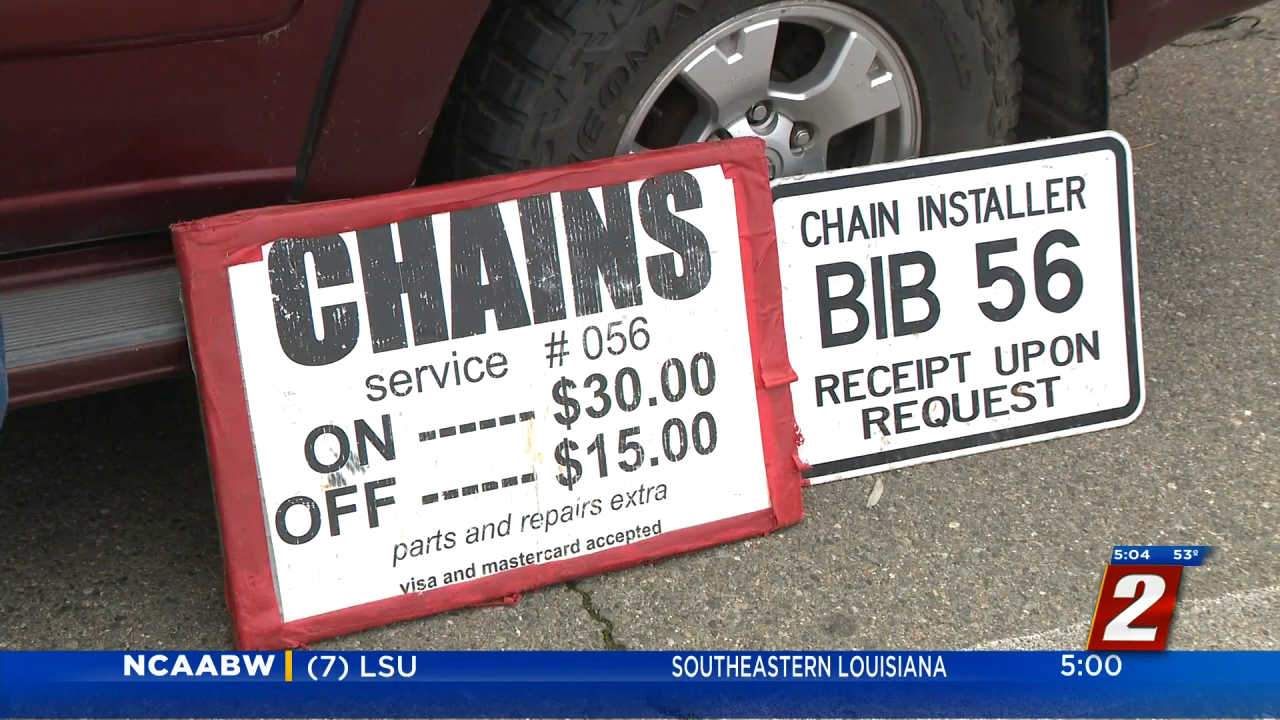 CHAINS
service # 056
ON ------ $30.00
OFF ------ $15.00
parts and repairs extra
visa and mastercard accepted
CHAIN INSTALLER
BIB 56
RECEIPT UPON
REQUEST
5:04 53º
2
NCAABW (7) LSU SOUTHEASTERN LOUISIANA 5:00